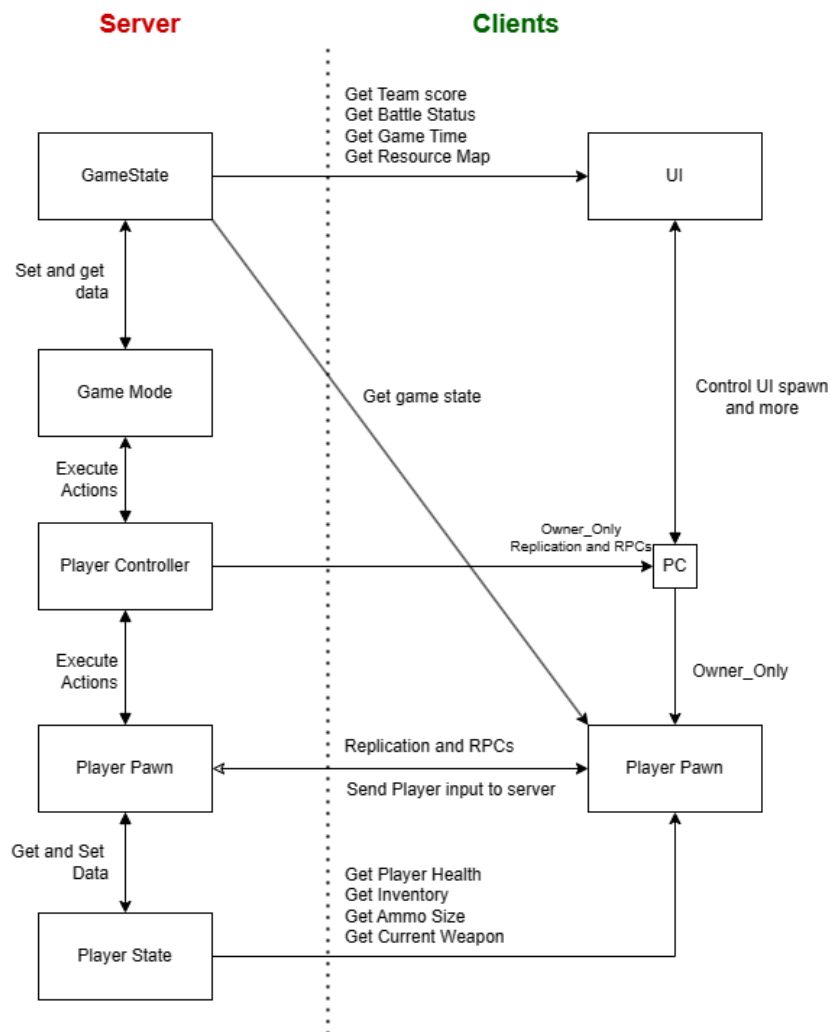 Server
Clients
Get Team score
Get Battle Status
Get Game Time
Get Resource Map
GameState
UI
Set and get
data
Game Mode
Get game state
Control UI spawn
and more
Execute
Actions
Player Controller
Owner_Only
Replication and RPCs
PC
Execute
Actions
Owner_Only
Player Pawn
Replication and RPCs
Send Player input to server
Player Pawn
Get and Set
Data
Get Player Health
Get Inventory
Get Ammo Size
Get Current Weapon
Player State